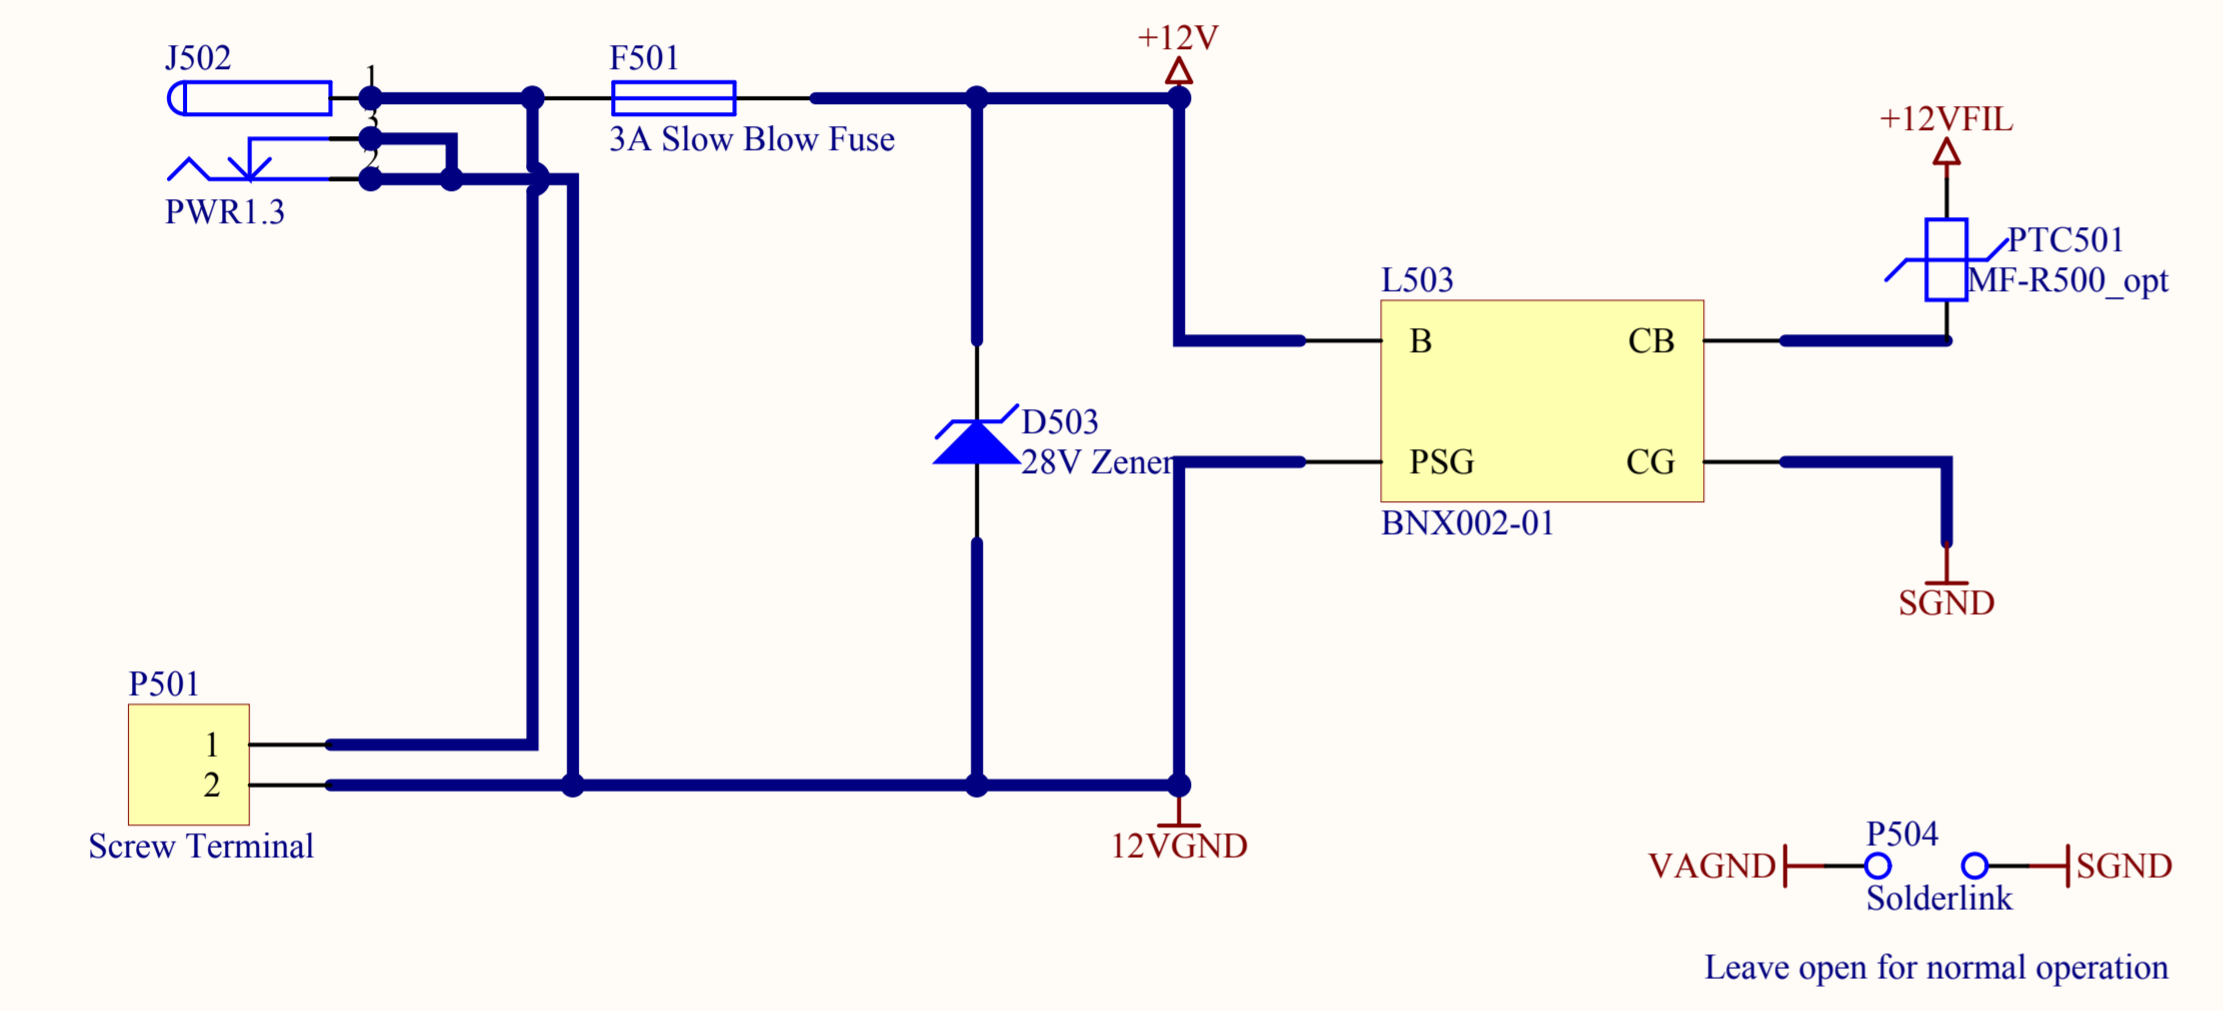 +12V
J502
F501
1
3
2
3A Slow Blow Fuse
PWR1.3
+12VFIL
PTC501
MF-R500_opt
L503
B
CB
D503
28V Zener
PSG
CG
BNX002-01
SGND
P501
1
2
Screw Terminal
12VGND
P504
VAGND
SGND
Solderlink
Leave open for normal operation